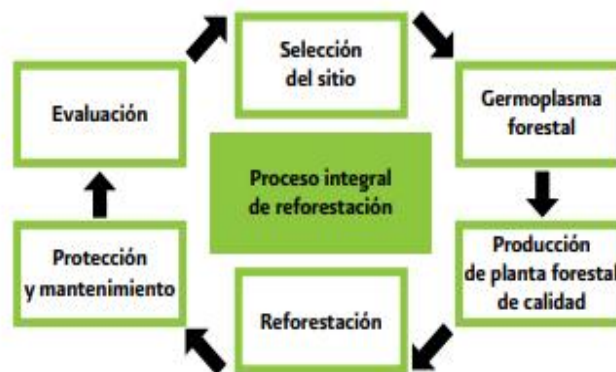 Selección
del sitio
Germoplasma
forestal
Producción
de planta forestal
de calidad
Reforestación
Protección
y mantenimiento
Evaluación
Proceso integral
de reforestación